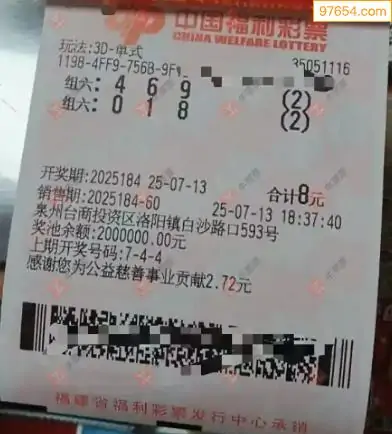 97654.com
中国福利彩票
CHINA WELFARE LOTTERY
玩法:3D-单式
35051116
1198-4FF9-756B-9F
组六: 4 6 9 (2)
组六: 0 1 8 (2)
开奖期:2025184 25-07-13 合计8元
销售期:2025184-60 25-07-13 18:37:40
泉州台商投资区洛阳镇白沙路口593号
奖池余额:2000000.00元
上期开奖号码:7-4-4
感谢您为公益慈善事业贡献2.72元
福建省福利彩票发行中心承销